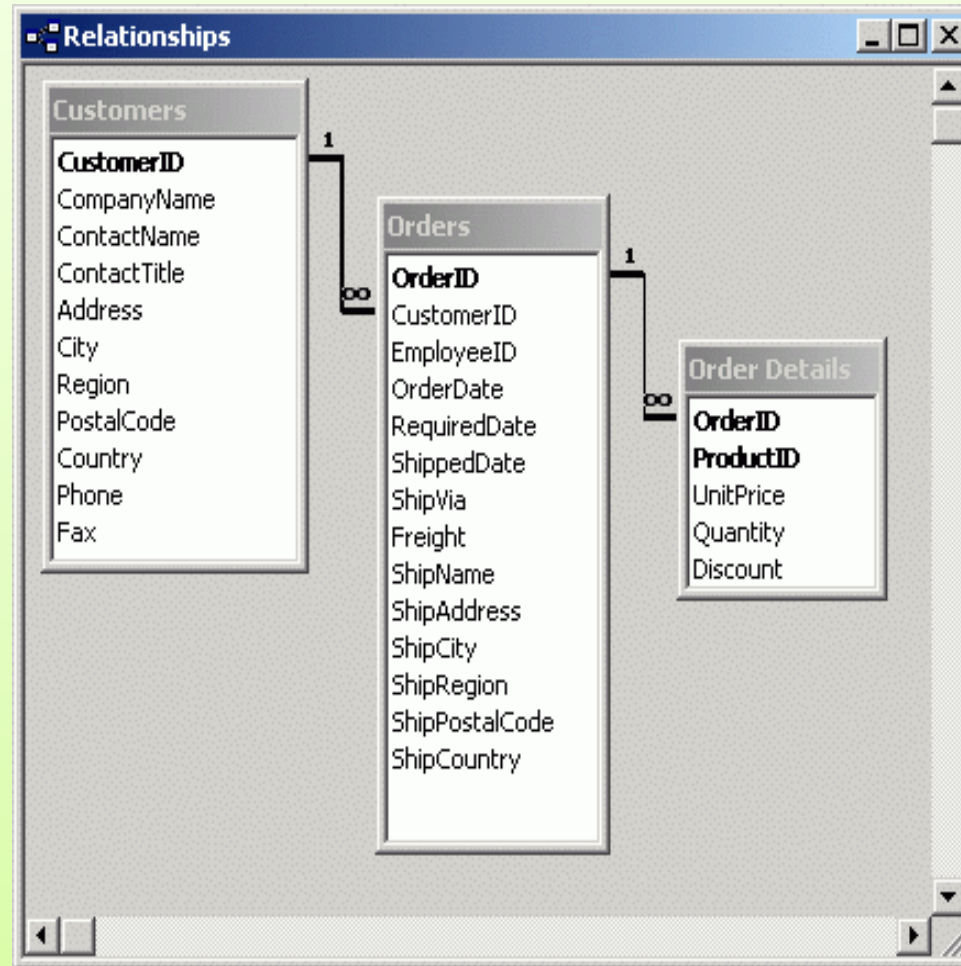 Relationships
Customers
CustomerID
CompanyName
ContactName
ContactTitle
Address
City
Region
PostalCode
Country
Phone
Fax
1
∞
Orders
OrderID
CustomerID
EmployeeID
OrderDate
RequiredDate
ShippedDate
ShipVia
Freight
ShipName
ShipAddress
ShipCity
ShipRegion
ShipPostalCode
ShipCountry
1
∞
Order Details
OrderID
ProductID
UnitPrice
Quantity
Discount